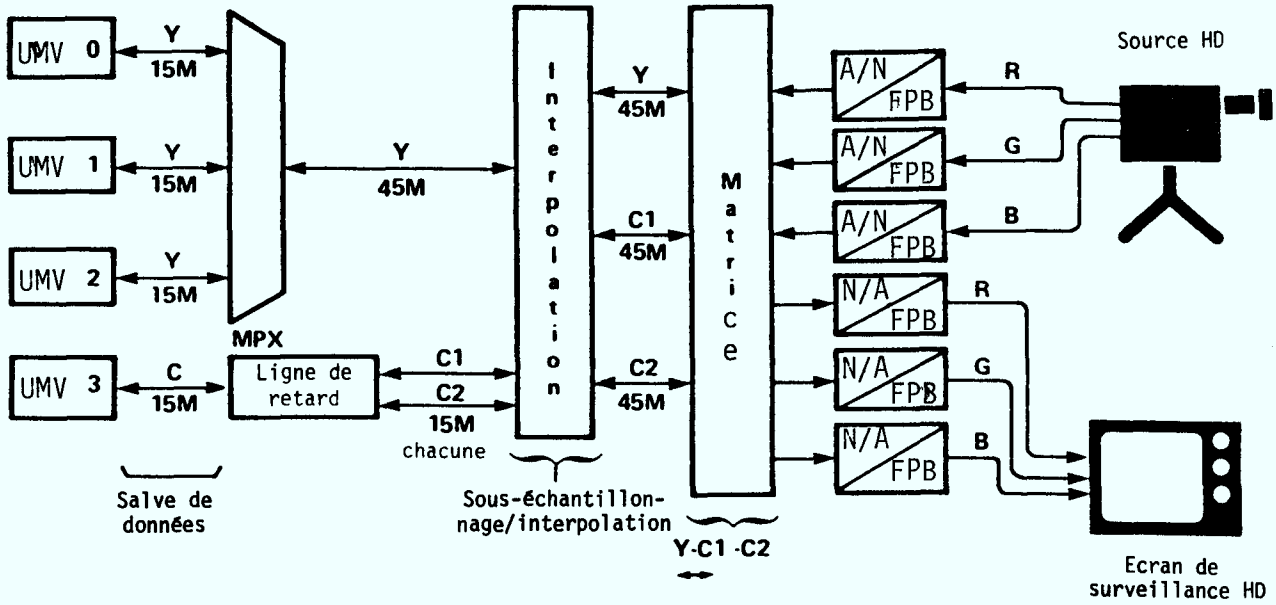 UMV 0
Y
15M
UMV 1
Y
15M
UMV 2
Y
15M
UMV 3
C
15M
MPX
Ligne de
retard
Y
45M
C1
C2
15M
chacune
Interpolation
Y
45M
C1
45M
C2
45M
Matrice
A/N
FPB
R
A/N
FPB
G
A/N
FPB
B
N/A
FPB
R
N/A
FPB
G
N/A
FPB
B
Source HD
Ecran de
surveillance HD
Salve de
données
Sous-échantillon-
nage/interpolation
Y-C1-C2